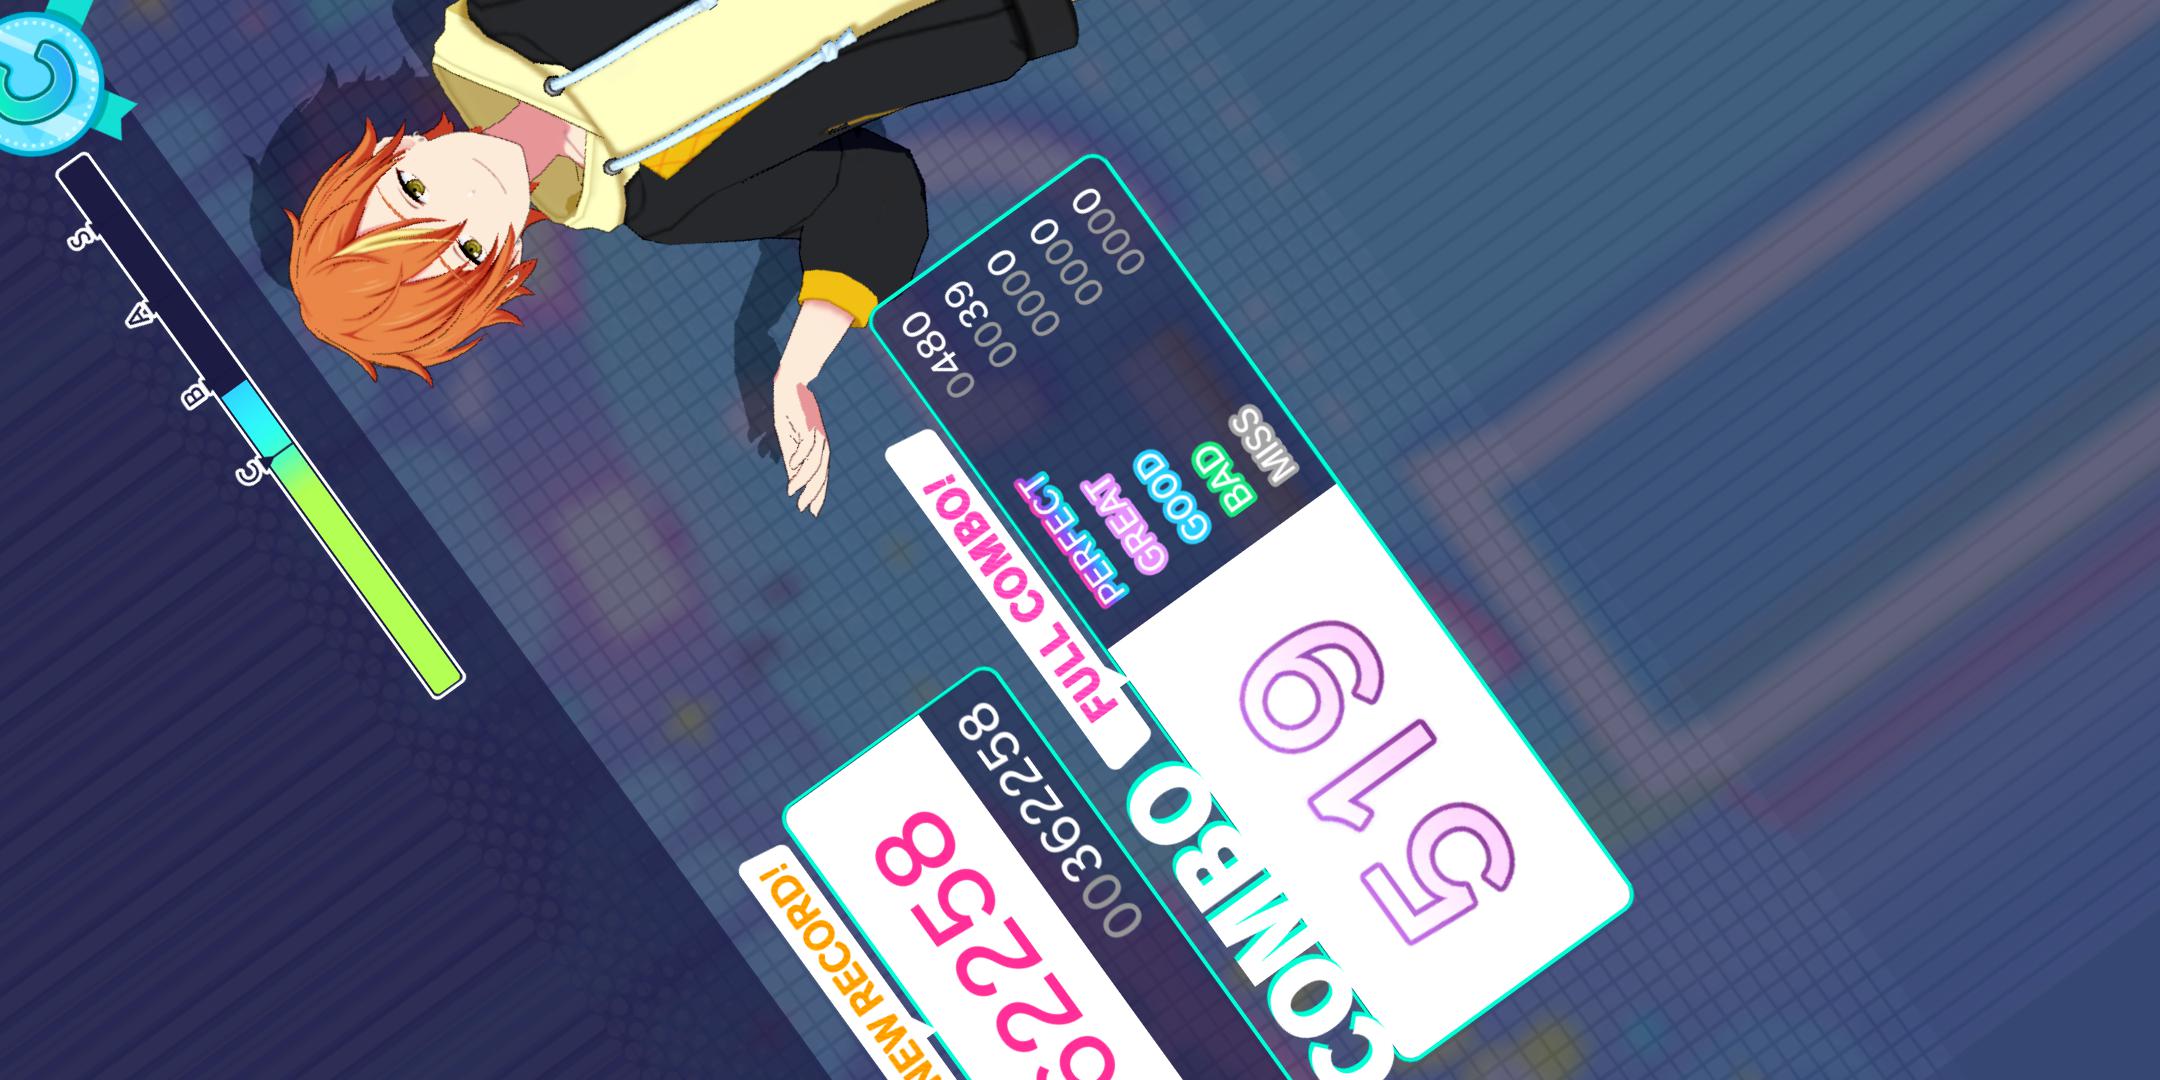 C
C B A S
NEW RECORD!
62258
00362258
COMBO
FULL COMBO!
519
PERFECT 0480
GREAT 0039
GOOD 0000
BAD 0000
MISS 0000